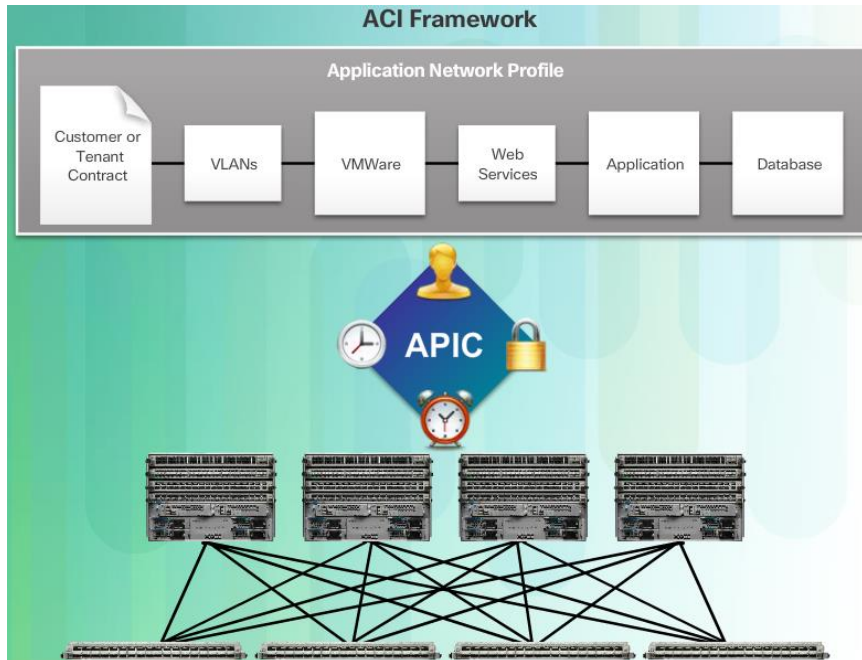 ACI Framework
Application Network Profile
Customer or
Tenant
Contract
VLANs
VMWare
Web
Services
Application
Database
APIC